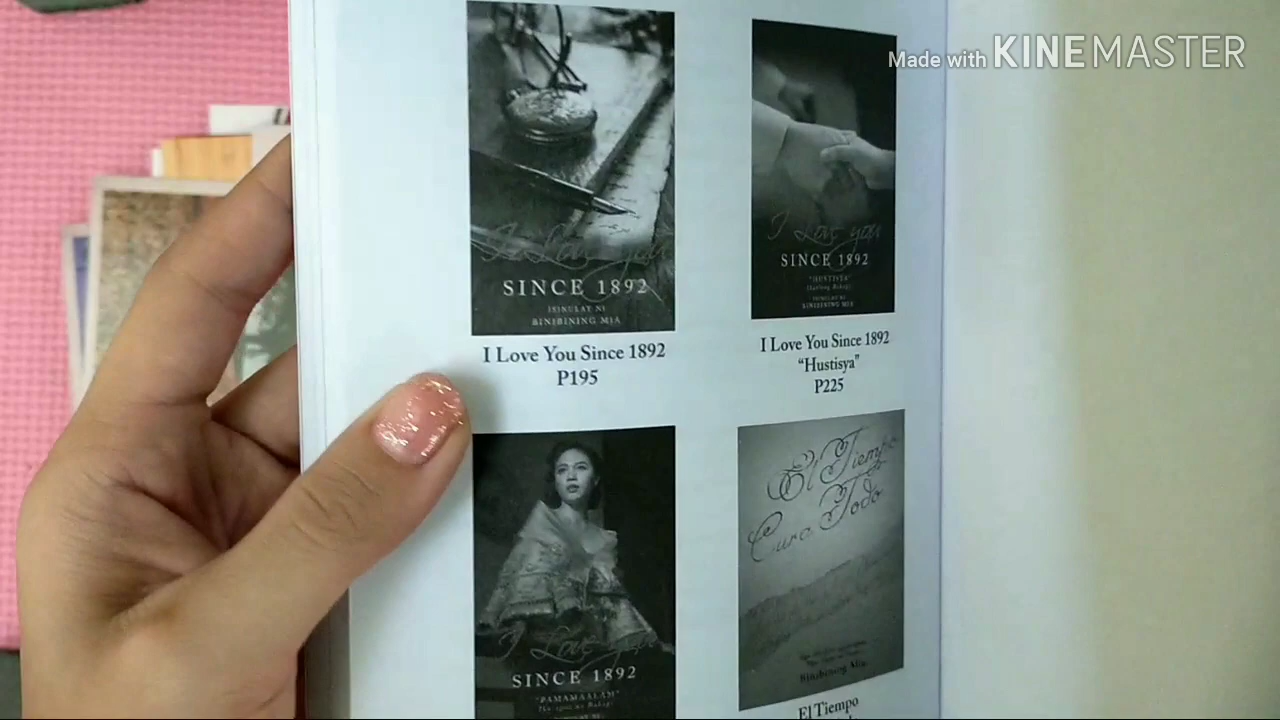 Made with KINEMASTER
I Love you
SINCE 1892
ISINULAT NI
BINIBINING MIA
I Love You Since 1892
P195
I Love you
SINCE 1892
"HUSTISYA"
BINIBINING MIA
I Love You Since 1892
“Hustisya”
P225
I Love you
SINCE 1892
"PAMAMAALAM"
El Tiempo
Cura Todo
Binibining Mia
El Tiempo